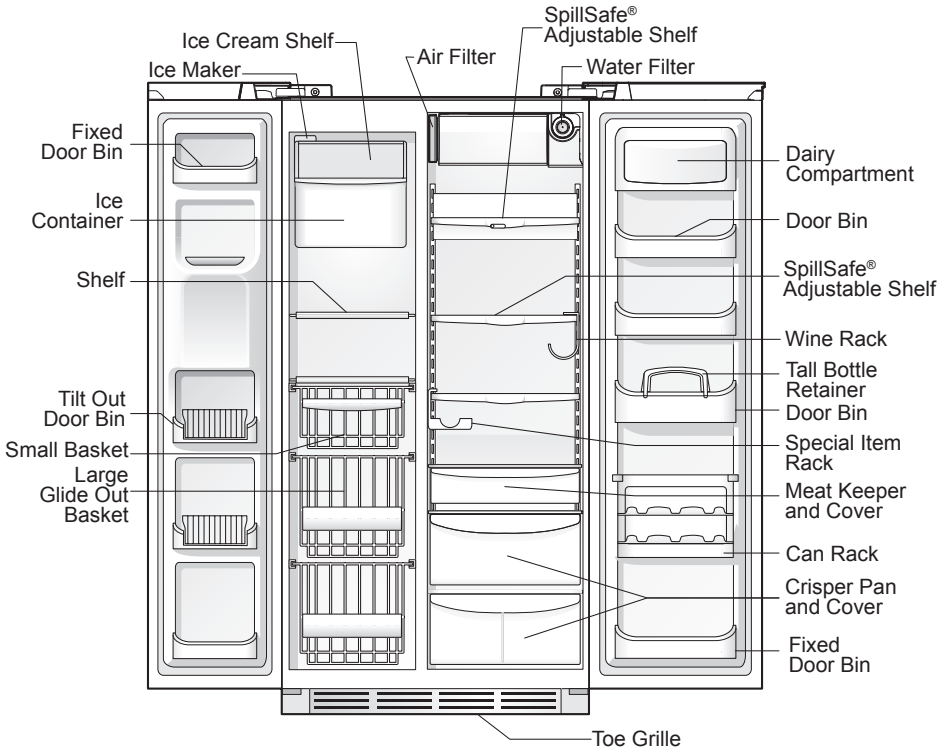 SpillSafe®
Adjustable Shelf
Ice Cream Shelf
Air Filter
Ice Maker
Water Filter
Fixed
Door Bin
Dairy
Compartment
Ice
Container
Door Bin
Shelf
SpillSafe®
Adjustable Shelf
Wine Rack
Tall Bottle
Retainer
Tilt Out
Door Bin
Door Bin
Small Basket
Special Item
Rack
Large
Glide Out
Basket
Meat Keeper
and Cover
Can Rack
Crisper Pan
and Cover
Fixed
Door Bin
Toe Grille